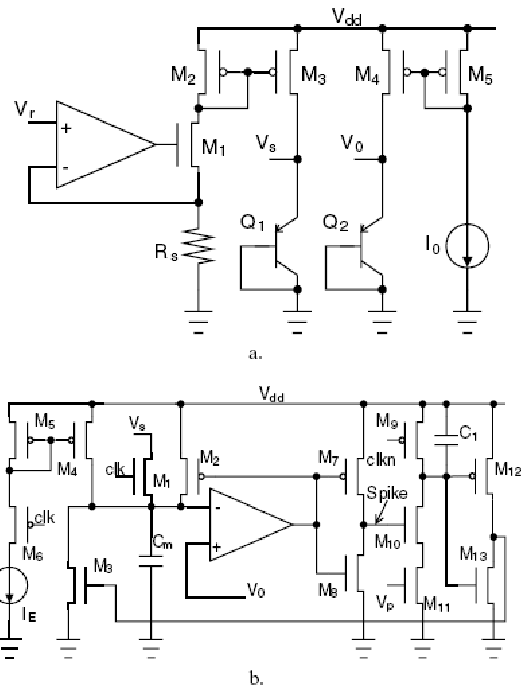 Vdd
M2 M3 M4 M5
Vr + - M1 Vs V0
Rs Q1 Q2 I0
a.
Vdd
M5 Vs M2 M7 M9 C1
M4 clk M1 clkn M12
clk - Spike
M6 M3 Cm + M10 M13
IE V0 M8 Vp M11
b.